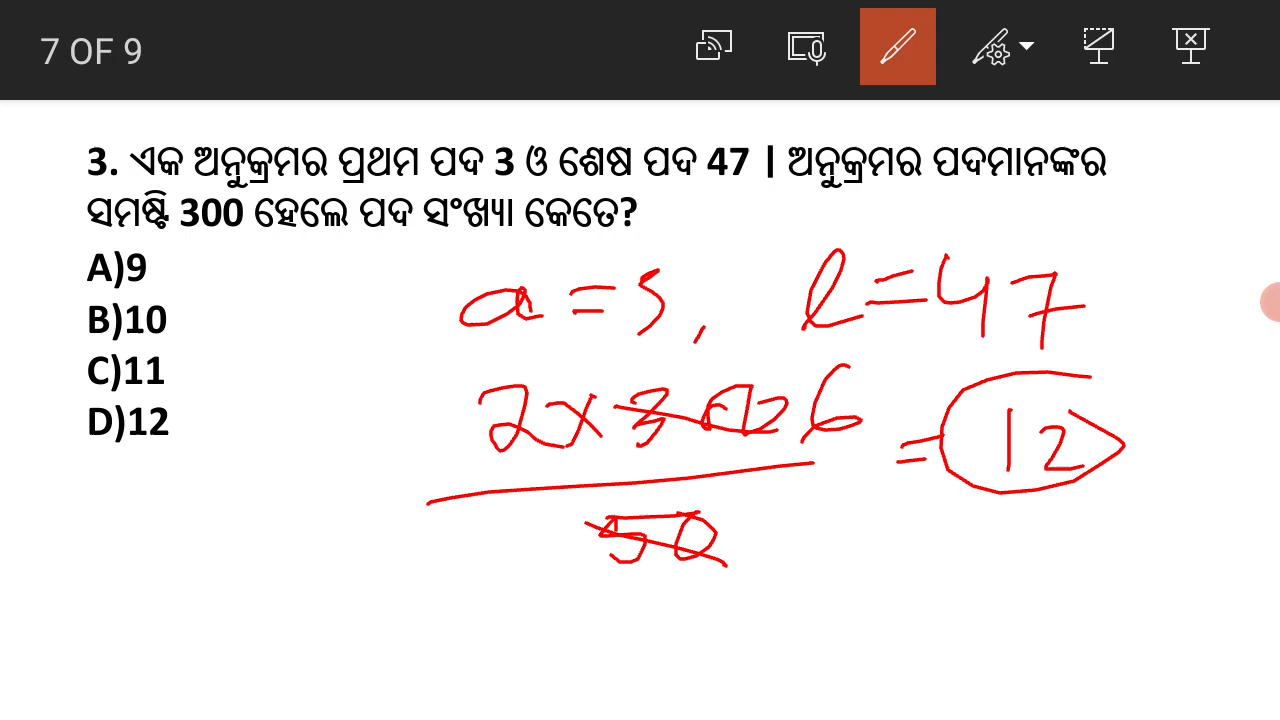 7 OF 9
3. ଏକ ଅନୁକ୍ରମର ପ୍ରଥମ ପଦ 3 ଓ ଶେଷ ପଦ 47 | ଅନୁକ୍ରମର ପଦମାନଙ୍କର
ସମଷ୍ଟି 300 ହେଲେ ପଦ ସଂଖ୍ୟା କେତେ?
A)9
B)10
C)11
D)12
a = 3, l = 47
2 x 300 6
= 12
50